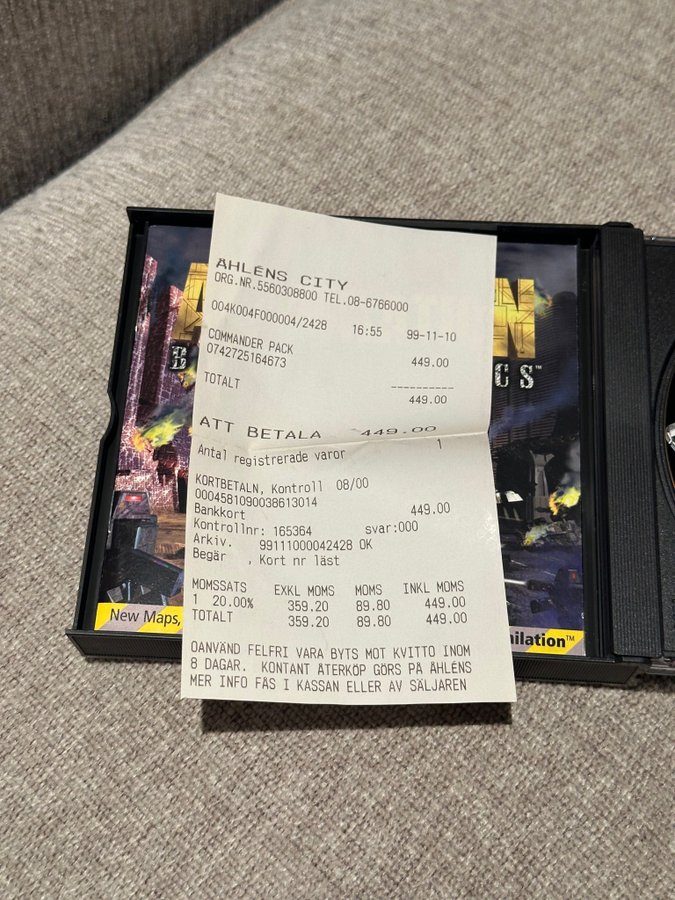 ÅHLÉNS CITY
ORG.NR.5560308800 TEL.08-6766000
004K004F000004/2428 16:55 99-11-10
COMMANDER PACK
0742725164673 449.00
----------
TOTALT 449.00
ATT BETALA 449.00
Antal registrerade varor 1
KORTBETALN, Kontroll 08/00
0004581090038613014
Bankkort 449.00
Kontrollnr: 165364 svar:000
Arkiv. 99111000042428 OK
Begär , Kort nr läst
MOMSSATS EXKL MOMS MOMS INKL MOMS
1 20.00% 359.20 89.80 449.00
TOTALT 359.20 89.80 449.00
OANVÄND FELFRI VARA BYTS MOT KVITTO INOM
8 DAGAR. KONTANT ÅTERKÖP GÖRS PÅ ÅHLÉNS
MER INFO FÅS I KASSAN ELLER AV SÄLJAREN
New Maps,